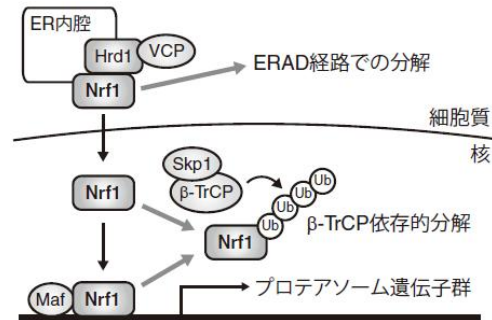 ER内腔
Hrd1
VCP
Nrf1
ERAD経路での分解
細胞質
核
Skp1
β-TrCP
Nrf1
Ub
Ub
Ub
Ub
Nrf1
β-TrCP依存的分解
Maf
Nrf1
プロテアソーム遺伝子群